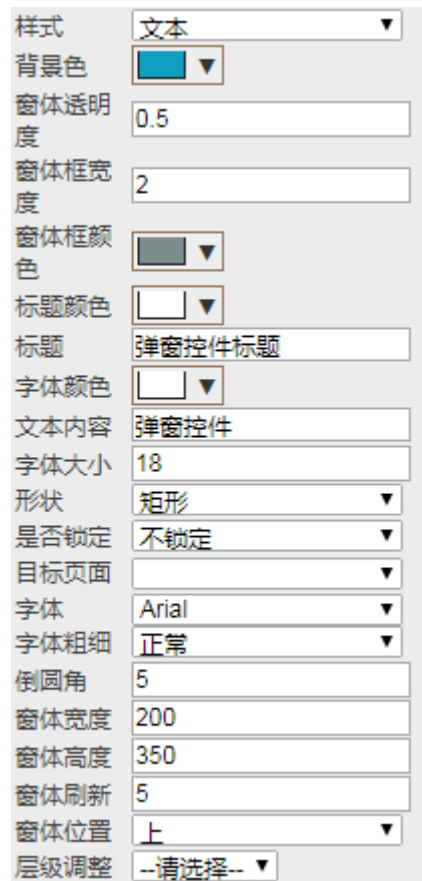 样式 文本
背景色
窗体透明
度 0.5
窗体框宽
度 2
窗体框颜
色
标题颜色
标题 弹窗控件标题
字体颜色
文本内容 弹窗控件
字体大小 18
形状 矩形
是否锁定 不锁定
目标页面
字体 Arial
字体粗细 正常
倒圆角 5
窗体宽度 200
窗体高度 350
窗体刷新 5
窗体位置 上
层级调整 --请选择--